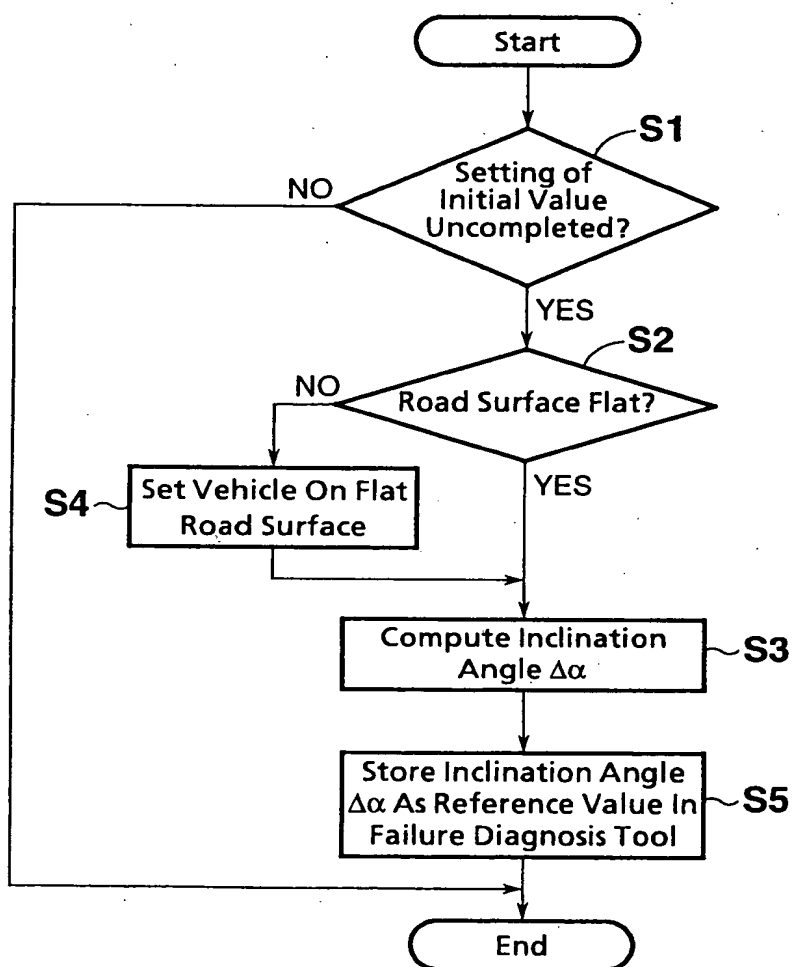 Start
S1
Setting of
Initial Value
Uncompleted?
NO
YES
S2
Road Surface Flat?
NO
YES
S4
Set Vehicle On Flat
Road Surface
Compute Inclination
Angle Δα
S3
Store Inclination Angle
Δα As Reference Value In
Failure Diagnosis Tool
S5
End